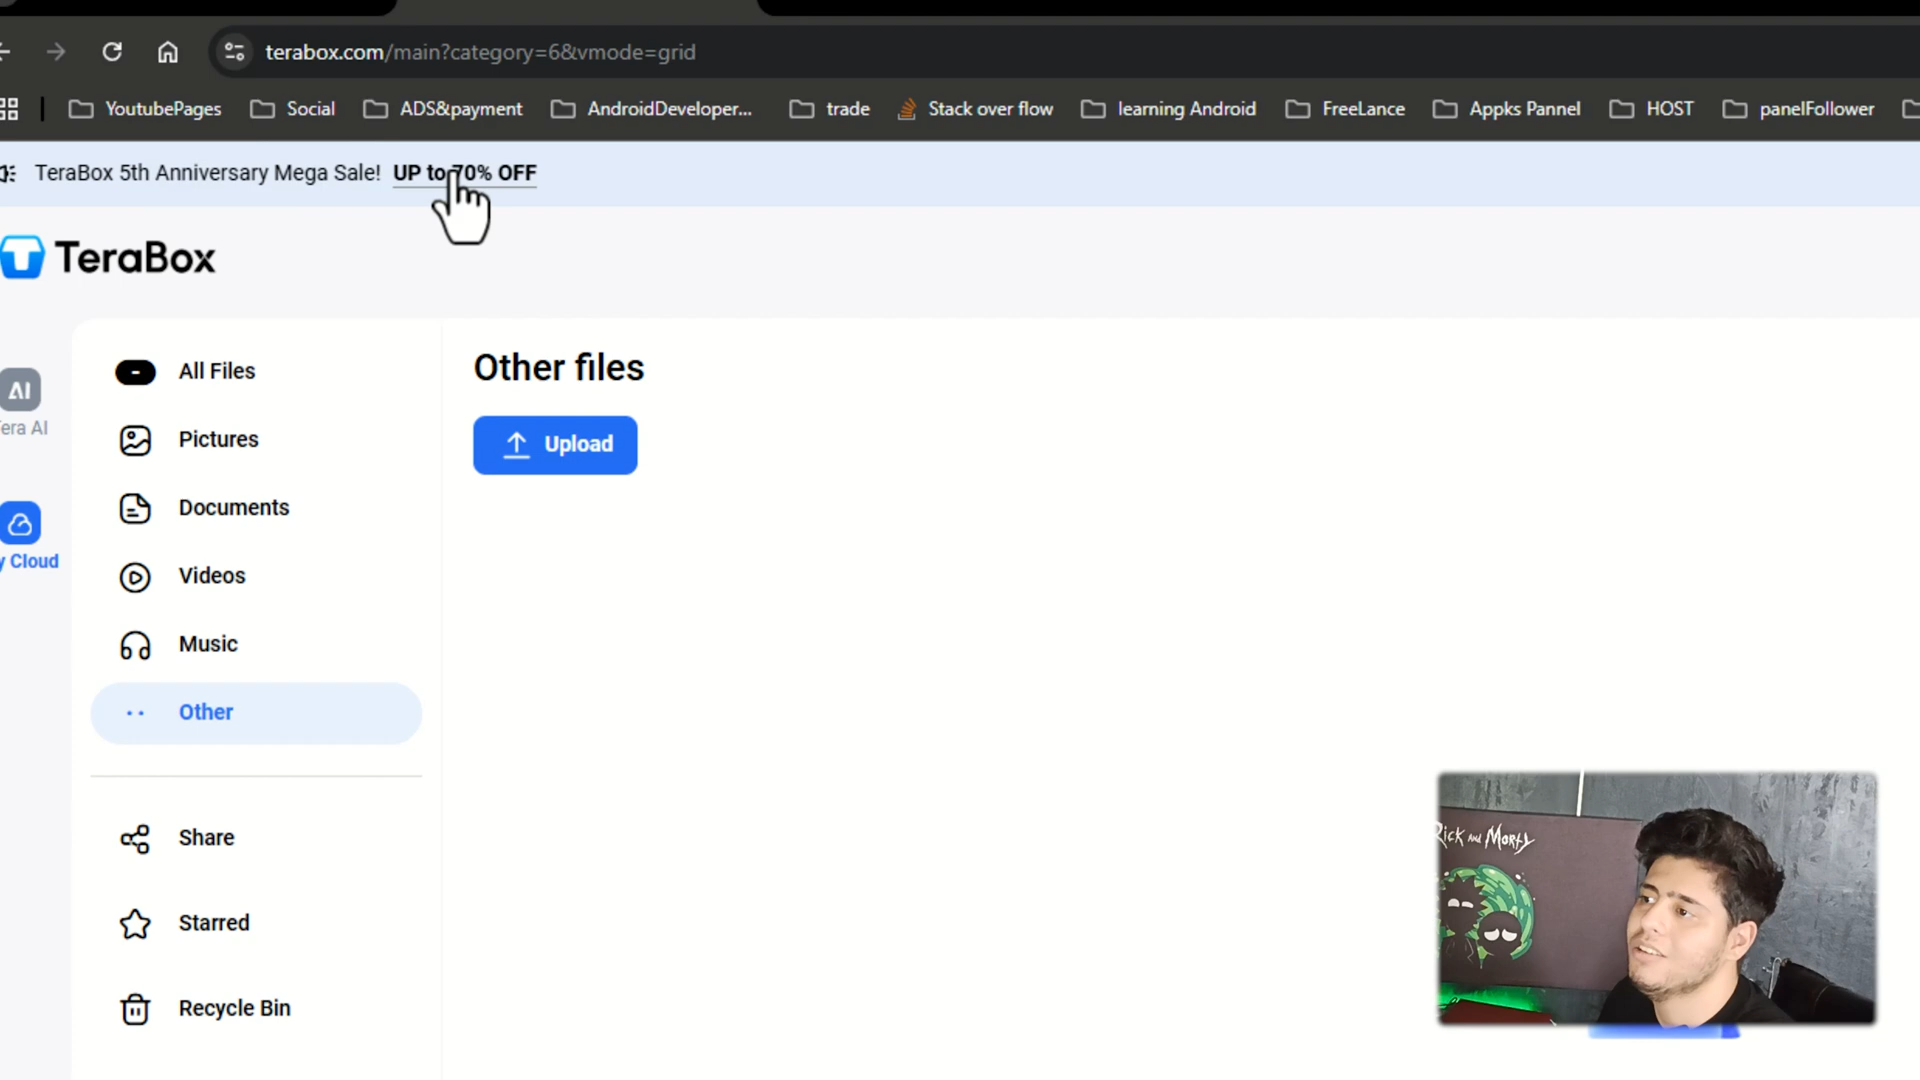 terabox.com/main?category=6&vmode=grid
YoutubePages Social ADS&payment AndroidDeveloper... trade Stack over flow learning Android FreeLance Appks Pannel HOST panelFollower
TeraBox 5th Anniversary Mega Sale! UP to 70% OFF
TeraBox
AI
era AI
y Cloud
All Files
Pictures
Documents
Videos
Music
Other
Share
Starred
Recycle Bin
Other files
Upload
Rick AND Morty